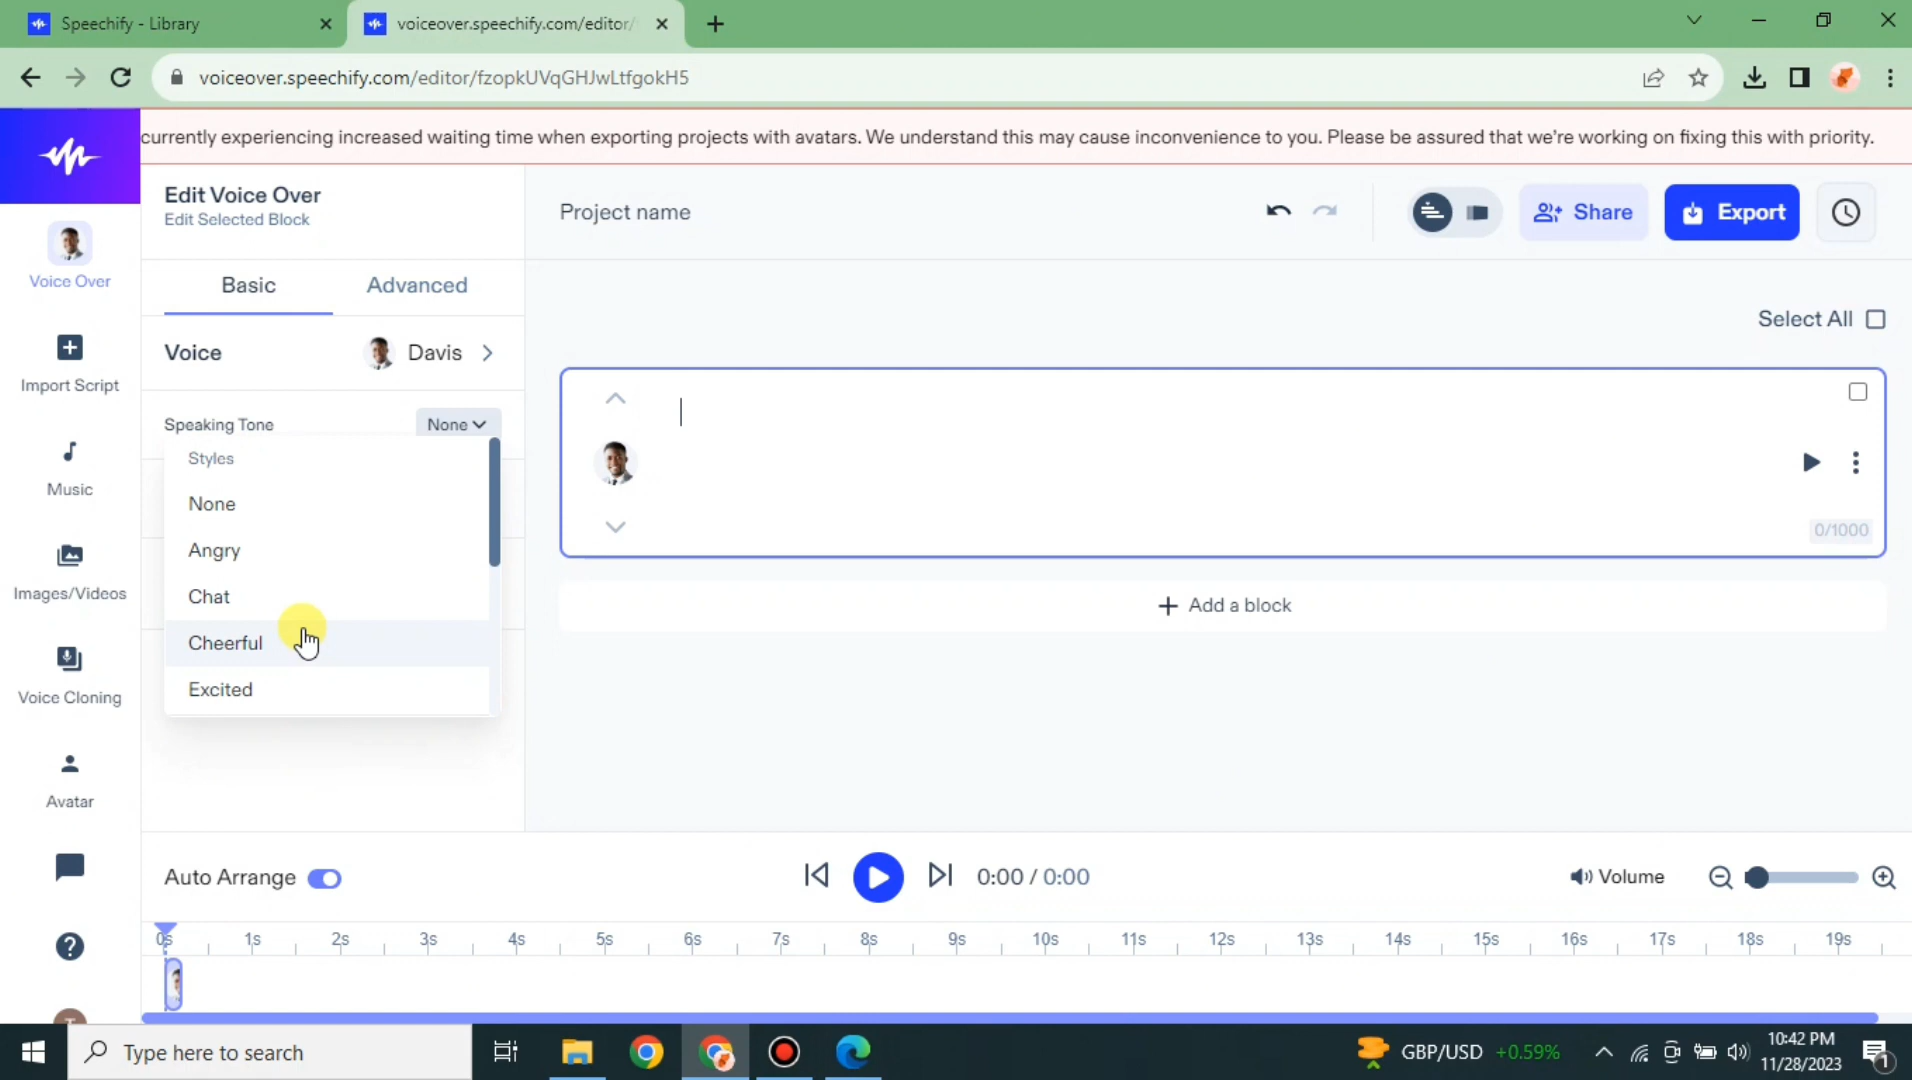 Speechify - Library
voiceover.speechify.com/editor/
voiceover.speechify.com/editor/fzopkUVqGHJwLtfgokH5
currently experiencing increased waiting time when exporting projects with avatars. We understand this may cause inconvenience to you. Please be assured that we're working on fixing this with priority.
Edit Voice Over
Edit Selected Block
Project name
Share
Export
Voice Over
Basic
Advanced
Select All
Import Script
Voice
Davis
Speaking Tone
None
Styles
None
Angry
Chat
Cheerful
Excited
Music
Images/Videos
Voice Cloning
Avatar
0/1000
Add a block
Auto Arrange
0:00 / 0:00
Volume
0s 1s 2s 3s 4s 5s 6s 7s 8s 9s 10s 11s 12s 13s 14s 15s 16s 17s 18s 19s
Type here to search
GBP/USD +0.59%
10:42 PM
11/28/2023
1